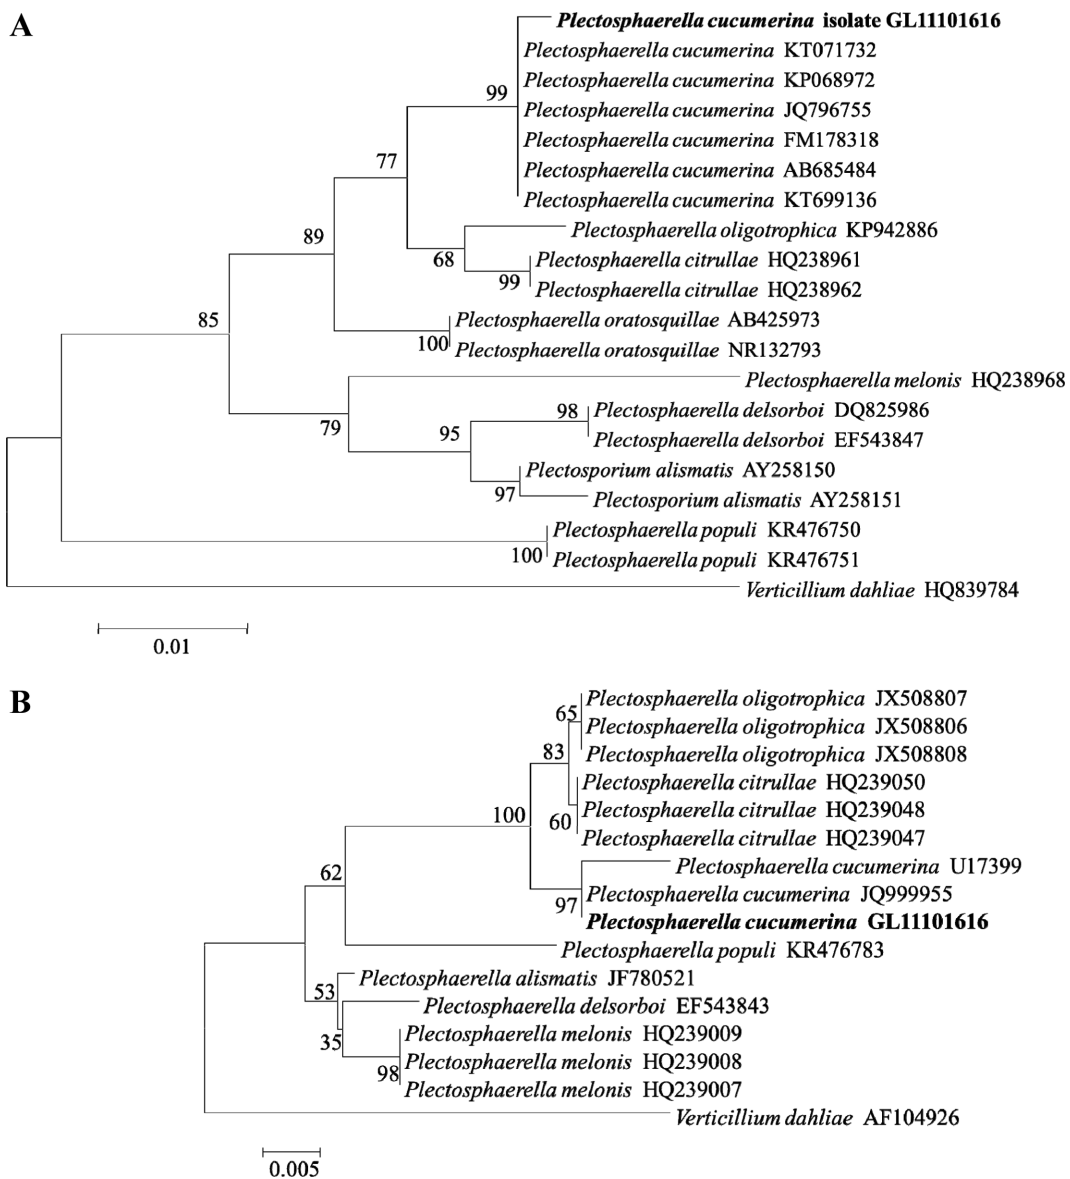 A
Plectosphaerella cucumerina isolate GL11101616
Plectosphaerella cucumerina KT071732
Plectosphaerella cucumerina KP068972
99
Plectosphaerella cucumerina JQ796755
Plectosphaerella cucumerina FM178318
77
Plectosphaerella cucumerina AB685484
Plectosphaerella cucumerina KT699136
Plectosphaerella oligotrophica KP942886
89
68
Plectosphaerella citrullae HQ238961
99
Plectosphaerella citrullae HQ238962
85
Plectosphaerella oratosquillae AB425973
100
Plectosphaerella oratosquillae NR132793
Plectosphaerella melonis HQ238968
98
Plectosphaerella delsorboi DQ825986
79
95
Plectosphaerella delsorboi EF543847
Plectosporium alismatis AY258150
97
Plectosporium alismatis AY258151
Plectosphaerella populi KR476750
100
Plectosphaerella populi KR476751
Verticillium dahliae HQ839784
0.01
B
Plectosphaerella oligotrophica JX508807
65
Plectosphaerella oligotrophica JX508806
83
Plectosphaerella oligotrophica JX508808
Plectosphaerella citrullae HQ239050
100
Plectosphaerella citrullae HQ239048
60
Plectosphaerella citrullae HQ239047
62
Plectosphaerella cucumerina U17399
Plectosphaerella cucumerina JQ999955
97
Plectosphaerella cucumerina GL11101616
Plectosphaerella populi KR476783
Plectosphaerella alismatis JF780521
53
Plectosphaerella delsorboi EF543843
35
Plectosphaerella melonis HQ239009
Plectosphaerella melonis HQ239008
98
Plectosphaerella melonis HQ239007
Verticillium dahliae AF104926
0.005